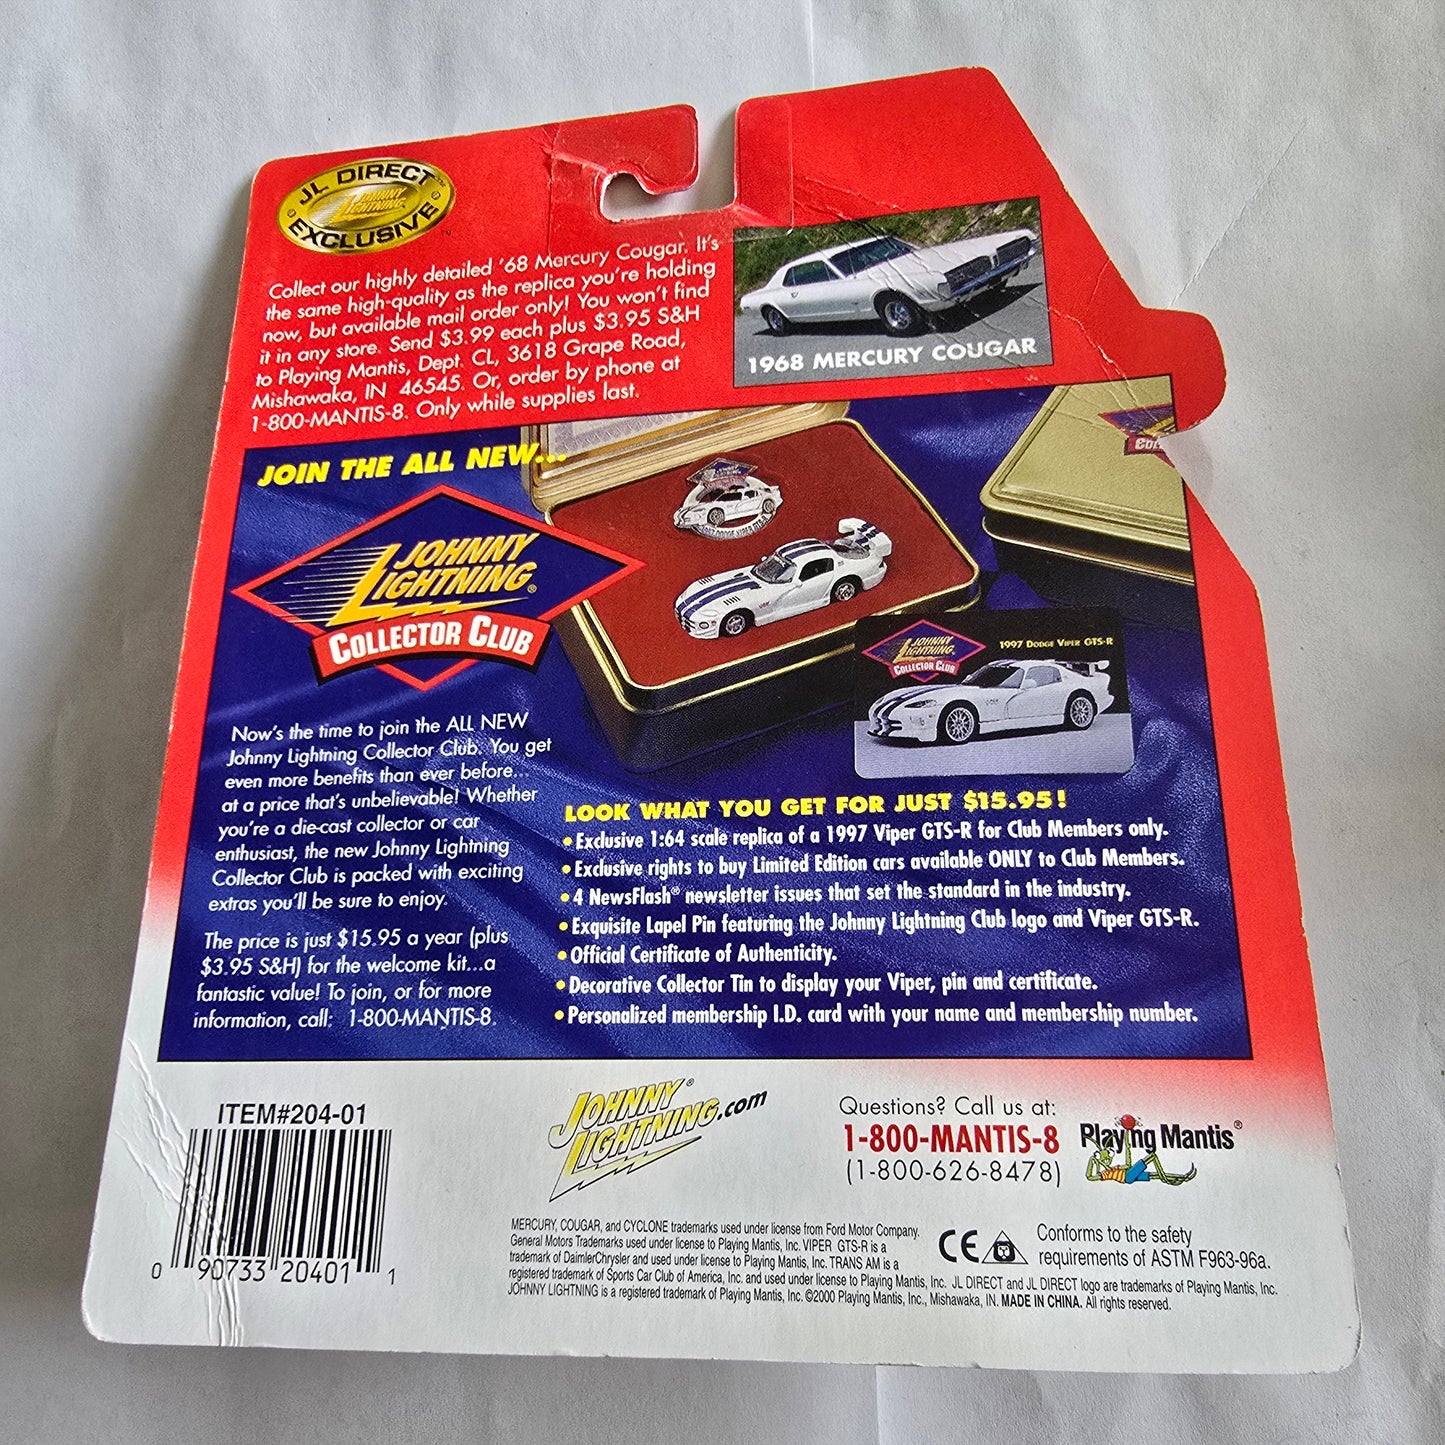 JL DIRECT
JOHNNY
LIGHTNING
EXCLUSIVE
Collect our highly detailed '68 Mercury Cougar. It's
the same high-quality as the replica you're holding
now, but available mail order only! You won't find
it in any store. Send $3.99 each plus $3.95 S&H
to Playing Mantis, Dept. CL, 3618 Grape Road,
Mishawaka, IN 46545. Or, order by phone at
1-800-MANTIS-8. Only while supplies last.
1968 MERCURY COUGAR
JOIN THE ALL NEW...
JOHNNY
LIGHTNING®
COLLECTOR CLUB
JOHNNY
LIGHTNING
COLLECTOR CLUB
1997 DODGE VIPER GTS-R
Now's the time to join the ALL NEW
Johnny Lightning Collector Club. You get
even more benefits than ever before...
at a price that's unbelievable! Whether
you're a die-cast collector or car
enthusiast, the new Johnny Lightning
Collector Club is packed with exciting
extras you'll be sure to enjoy.
The price is just $15.95 a year (plus
$3.95 S&H) for the welcome kit...a
fantastic value! To join, or for more
information, call: 1-800-MANTIS-8.
LOOK WHAT YOU GET FOR JUST $15.95!
•Exclusive 1:64 scale replica of a 1997 Viper GTS-R for Club Members only.
•Exclusive rights to buy Limited Edition cars available ONLY to Club Members.
•4 NewsFlash® newsletter issues that set the standard in the industry.
•Exquisite Lapel Pin featuring the Johnny Lightning Club logo and Viper GTS-R.
•Official Certificate of Authenticity.
•Decorative Collector Tin to display your Viper, pin and certificate.
•Personalized membership I.D. card with your name and membership number.
ITEM#204-01
0 90733 20401 1
JOHNNY®
LIGHTNING.com
Questions? Call us at:
1-800-MANTIS-8
(1-800-626-8478)
Playing Mantis®
MERCURY, COUGAR, and CYCLONE trademarks used under license from Ford Motor Company.
General Motors Trademarks used under license to Playing Mantis, Inc. VIPER GTS-R is a
trademark of DaimlerChrysler and used under license to Playing Mantis, Inc. TRANS AM is a
registered trademark of Sports Car Club of America, Inc. and used under license to Playing Mantis, Inc. JL DIRECT and JL DIRECT logo are trademarks of Playing Mantis, Inc.
JOHNNY LIGHTNING is a registered trademark of Playing Mantis, Inc. ©2000 Playing Mantis, Inc., Mishawaka, IN. MADE IN CHINA. All rights reserved.
CE
Conforms to the safety
requirements of ASTM F963-96a.